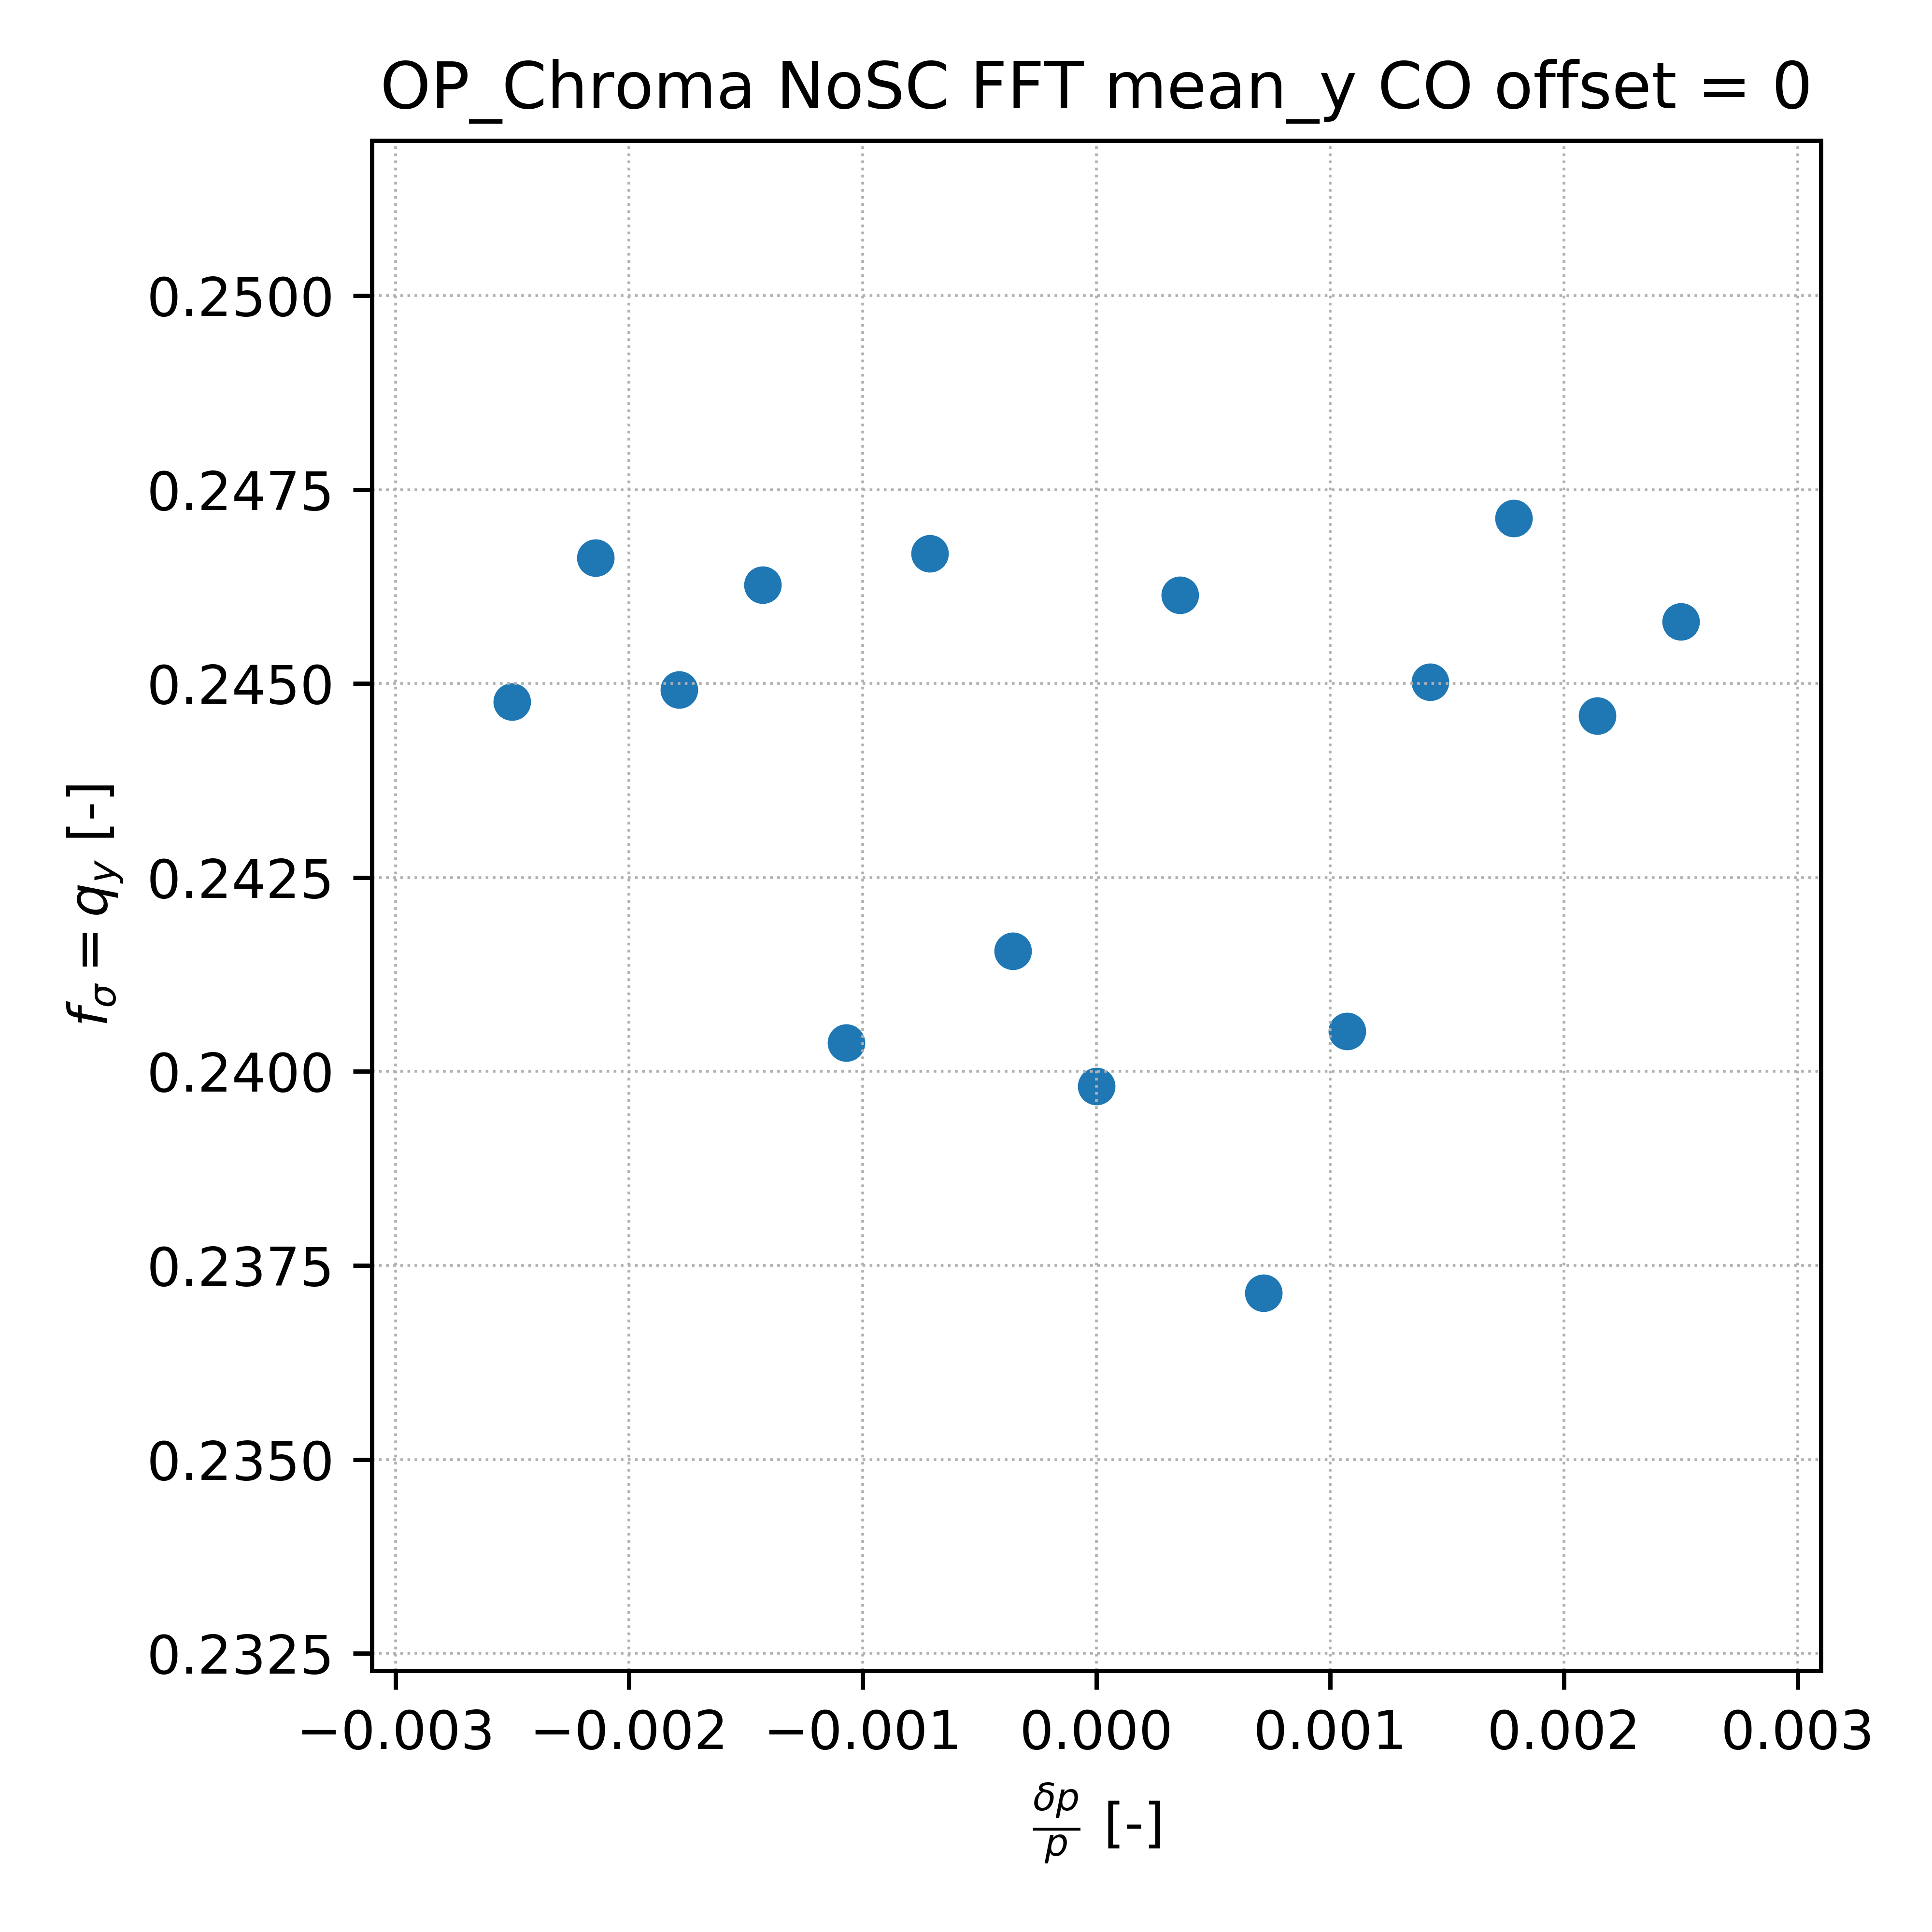 OP_Chroma NoSC FFT mean_y CO offset = 0
0.2500
0.2475
0.2450
0.2425
0.2400
0.2375
0.2350
0.2325
f_σ = q_y [-]
−0.003 −0.002 −0.001 0.000 0.001 0.002 0.003
δp/p [-]